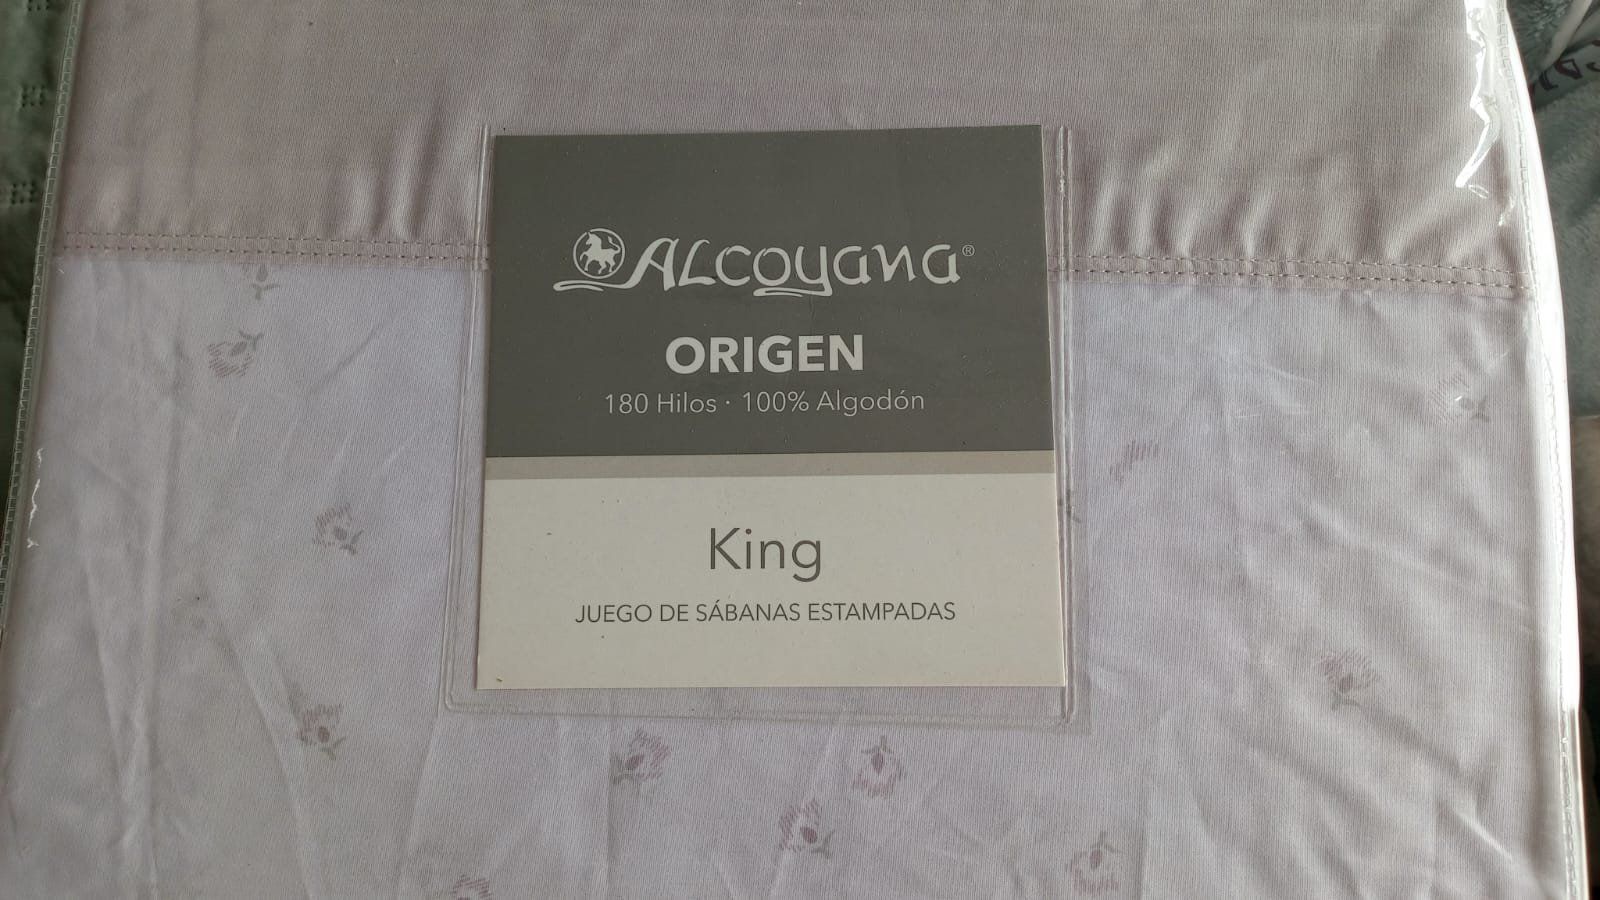 ALCOYANA®
ORIGEN
180 Hilos · 100% Algodón
King
JUEGO DE SÁBANAS ESTAMPADAS